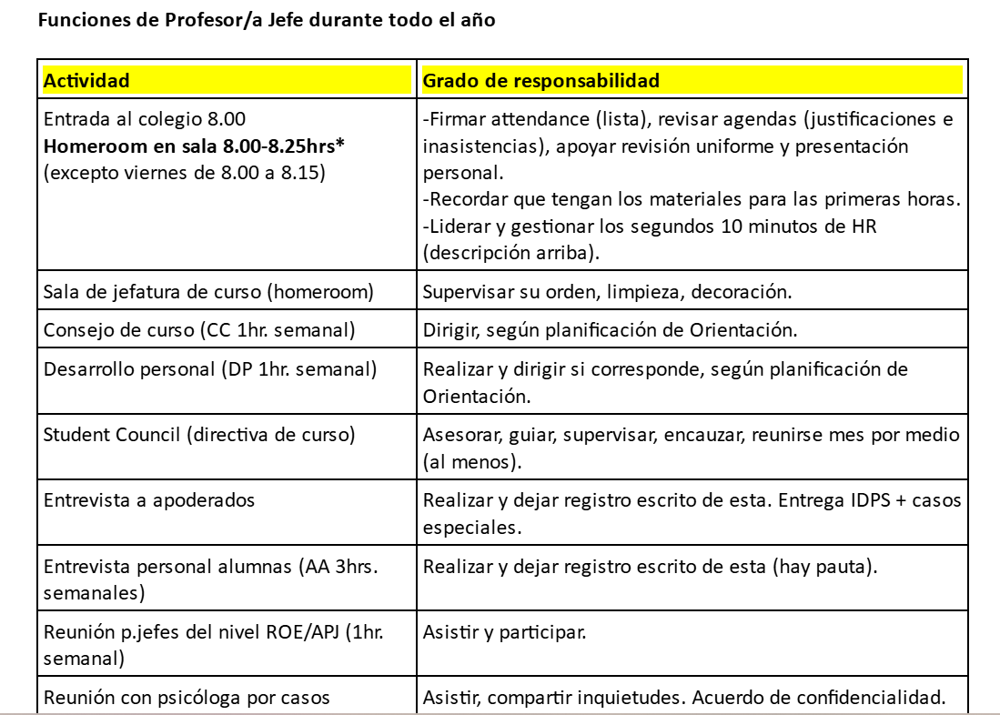 Funciones de Profesor/a Jefe durante todo el año
Actividad
Grado de responsabilidad
Entrada al colegio 8.00
Homeroom en sala 8.00-8.25hrs*
(excepto viernes de 8.00 a 8.15)
-Firmar attendance (lista), revisar agendas (justificaciones e
inasistencias), apoyar revisión uniforme y presentación
personal.
-Recordar que tengan los materiales para las primeras horas.
-Liderar y gestionar los segundos 10 minutos de HR
(descripción arriba).
Sala de jefatura de curso (homeroom)
Supervisar su orden, limpieza, decoración.
Consejo de curso (CC 1hr. semanal)
Dirigir, según planificación de Orientación.
Desarrollo personal (DP 1hr. semanal)
Realizar y dirigir si corresponde, según planificación de
Orientación.
Student Council (directiva de curso)
Asesorar, guiar, supervisar, encauzar, reunirse mes por medio
(al menos).
Entrevista a apoderados
Realizar y dejar registro escrito de esta. Entrega IDPS + casos
especiales.
Entrevista personal alumnas (AA 3hrs.
semanales)
Realizar y dejar registro escrito de esta (hay pauta).
Reunión p.jefes del nivel ROE/APJ (1hr.
semanal)
Asistir y participar.
Reunión con psicóloga por casos
Asistir, compartir inquietudes. Acuerdo de confidencialidad.